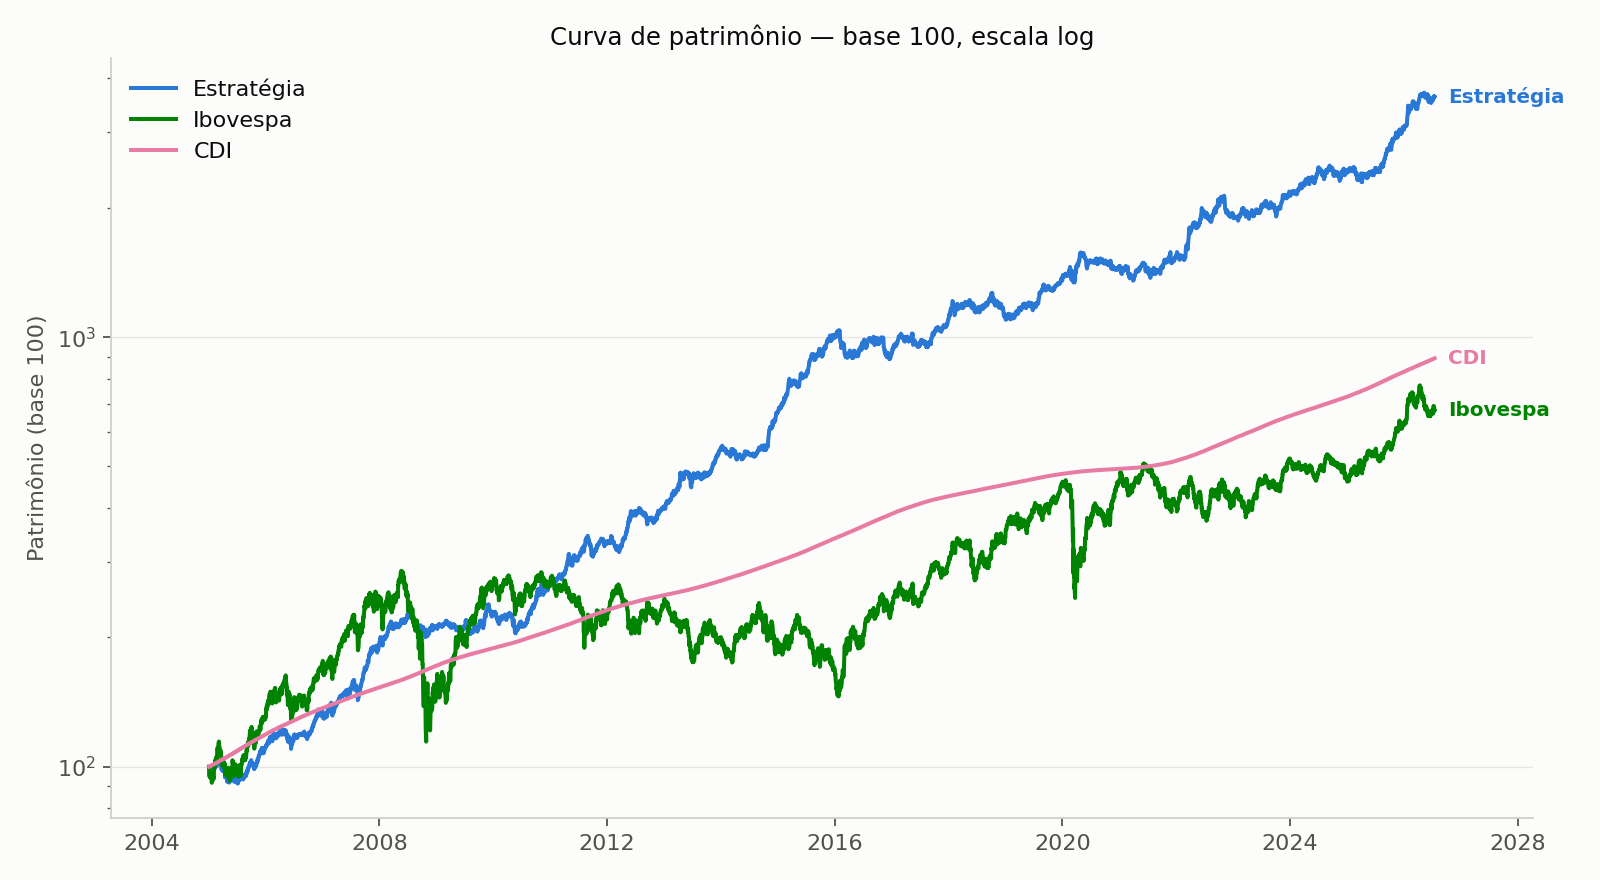 Curva de patrimônio — base 100, escala log
Estratégia
Ibovespa
CDI
Estratégia
CDI
Ibovespa
Patrimônio (base 100)
10³
10²
2004
2008
2012
2016
2020
2024
2028